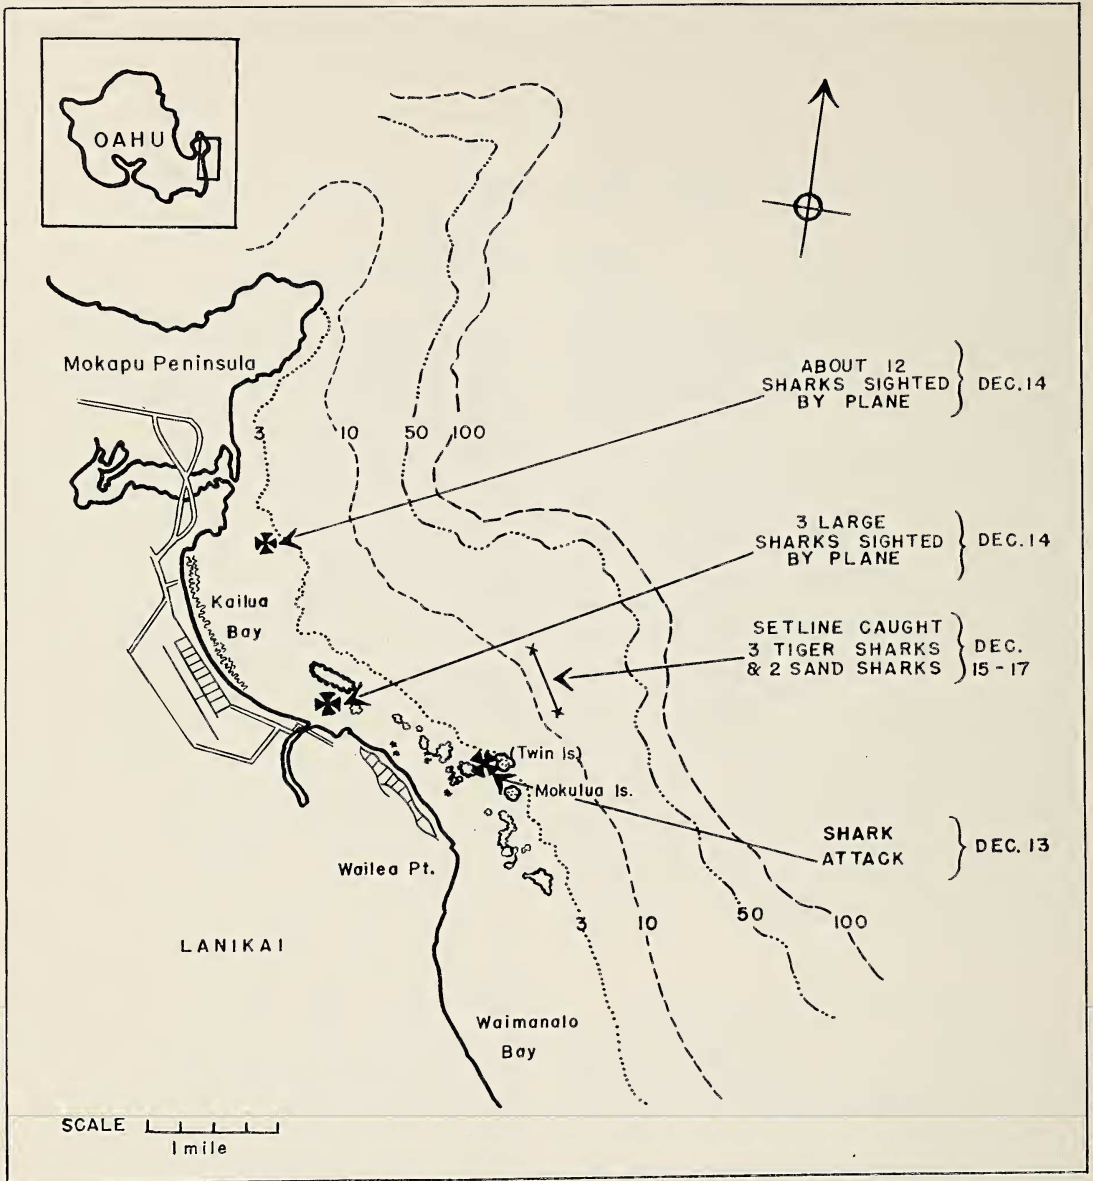 OAHU
Mokapu Peninsula
3
10
50
100
ABOUT 12
SHARKS SIGHTED
BY PLANE
DEC. 14
3 LARGE
SHARKS SIGHTED
BY PLANE
DEC. 14
Kailua
Bay
SETLINE CAUGHT
3 TIGER SHARKS
& 2 SAND SHARKS
DEC.
15-17
(Twin Is)
Mokulua Is.
SHARK
ATTACK
DEC. 13
Wailea Pt.
3
10
50
100
LANIKAI
Waimanalo
Bay
SCALE
1 mile